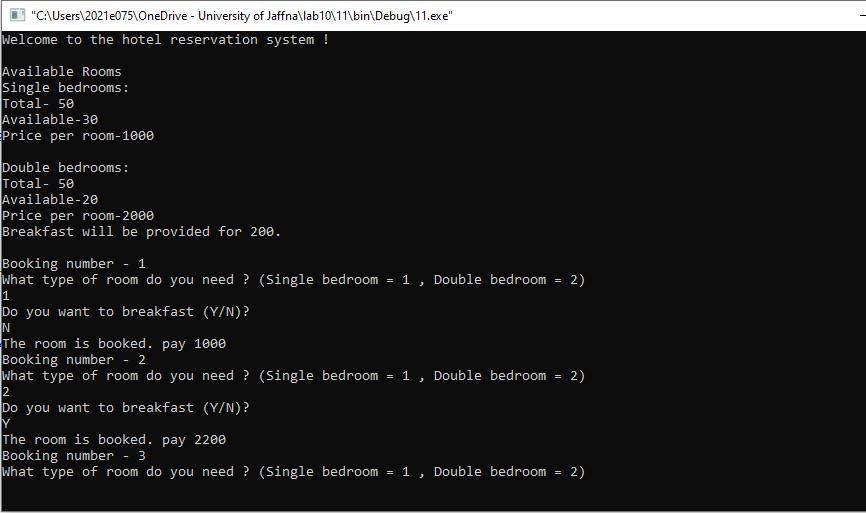 "C:\Users\2021e075\OneDrive - University of Jaffna\lab10\11\bin\Debug\11.exe"
Welcome to the hotel reservation system !
Available Rooms
Single bedrooms:
Total- 50
Available-30
Price per room-1000
Double bedrooms:
Total- 50
Available-20
Price per room-2000
Breakfast will be provided for 200.
Booking number - 1
What type of room do you need ? (Single bedroom = 1 , Double bedroom = 2)
1
Do you want to breakfast (Y/N)?
N
The room is booked. pay 1000
Booking number - 2
What type of room do you need ? (Single bedroom = 1 , Double bedroom = 2)
2
Do you want to breakfast (Y/N)?
Y
The room is booked. pay 2200
Booking number - 3
What type of room do you need ? (Single bedroom = 1 , Double bedroom = 2)